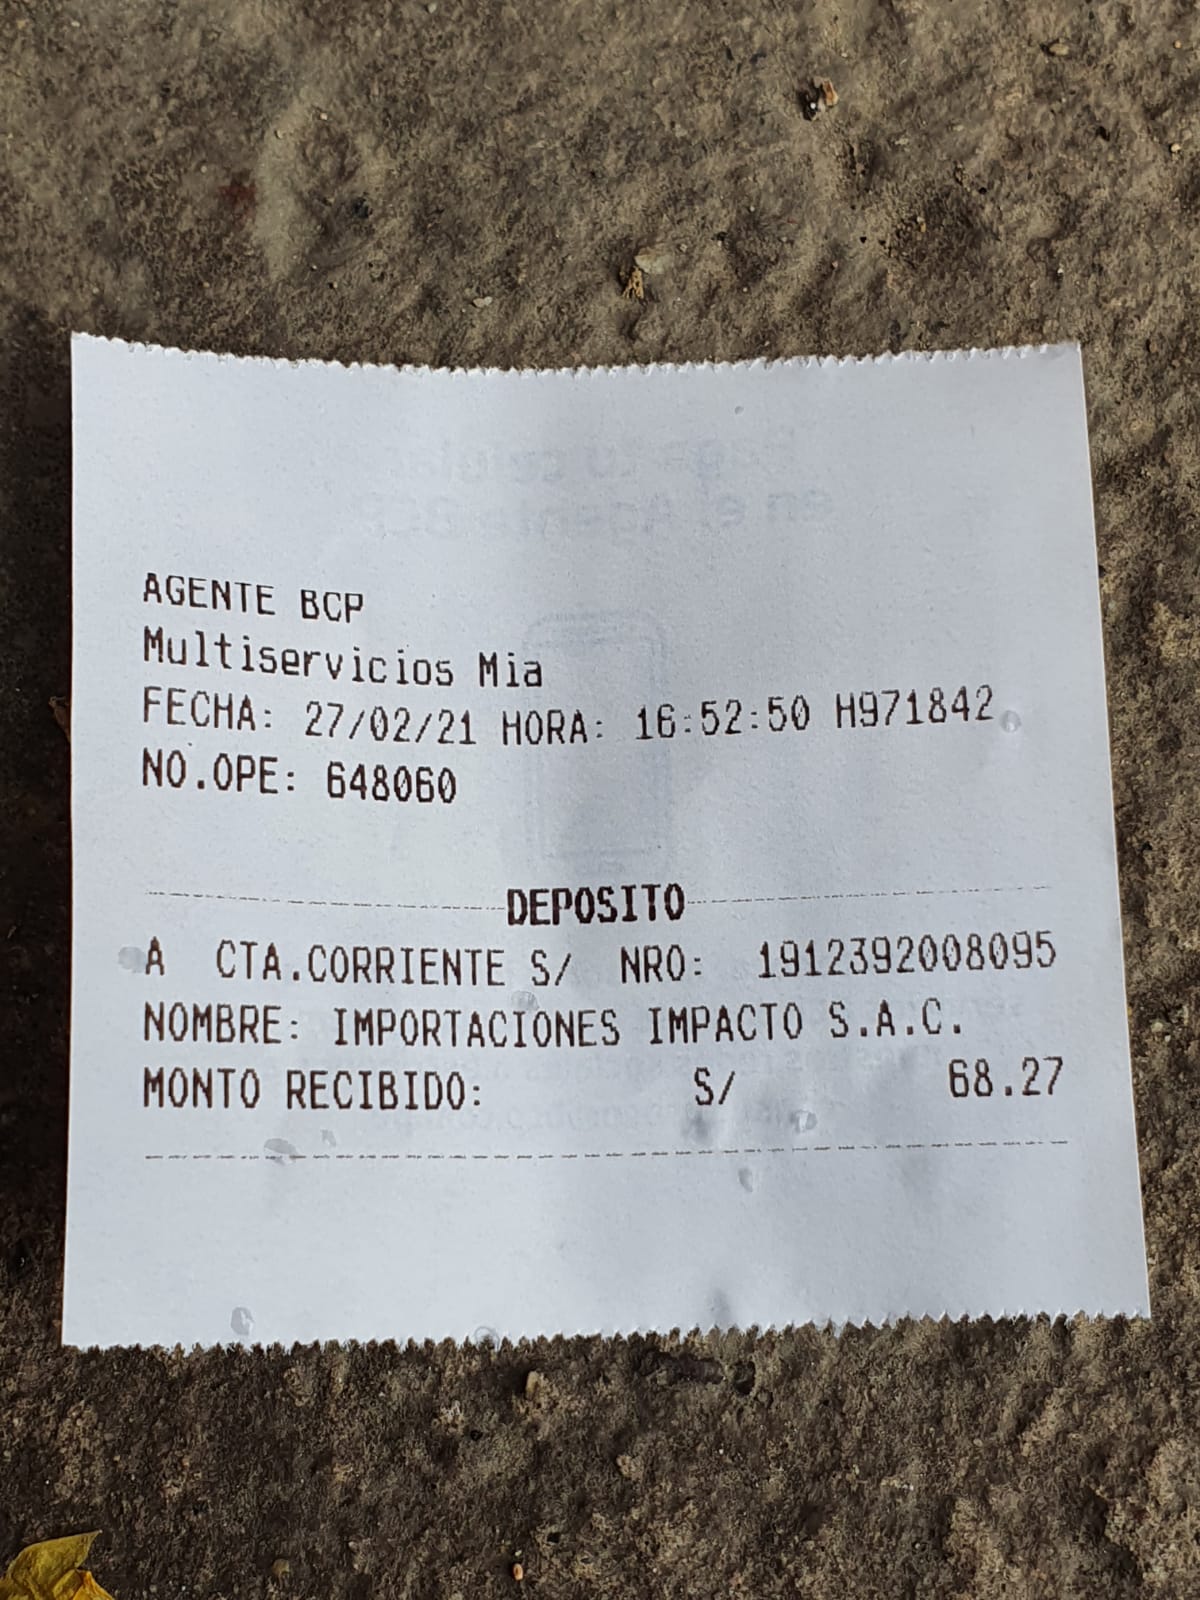 AGENTE BCP
Multiservicios Mia
FECHA: 27/02/21 HORA: 16:52:50 H971842
NO.OPE: 648060
DEPOSITO
A CTA.CORRIENTE S/ NRO: 1912392008095
NOMBRE: IMPORTACIONES IMPACTO S.A.C.
MONTO RECIBIDO: S/ 68.27